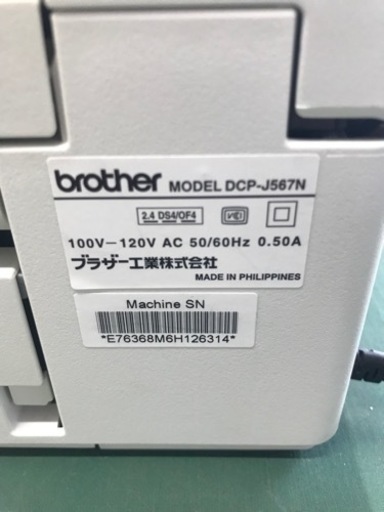 brother MODEL DCP-J567N
2.4 DS4/OF4
100V－120V AC 50/60Hz 0.50A
ブラザー工業株式会社
MADE IN PHILIPPINES
Machine SN
*E76368M6H126314*